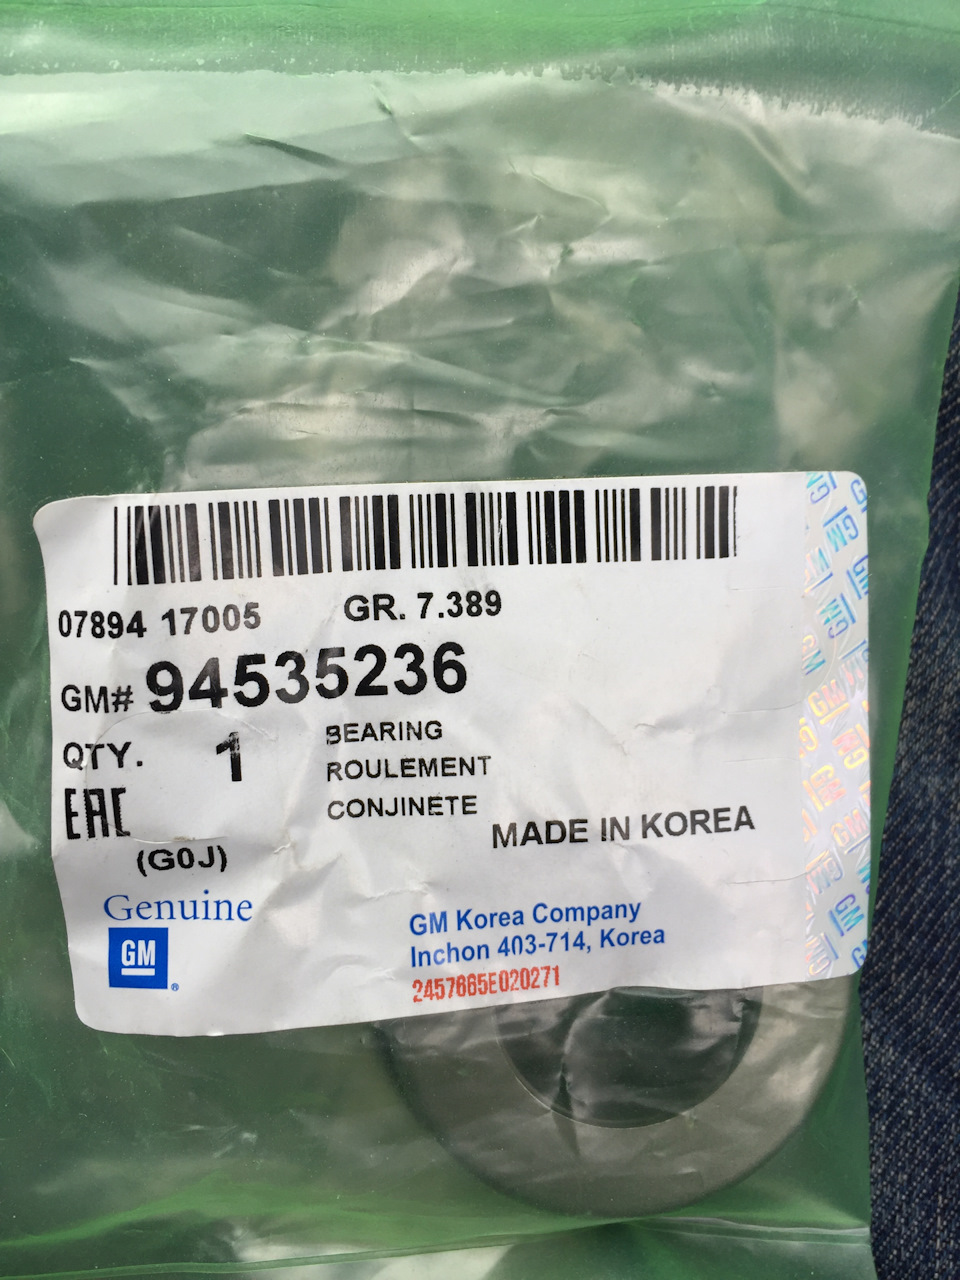 07894 17005 GR. 7.389
GM# 94535236
QTY. 1 BEARING
ROULEMENT
CONJINETE
EAC
MADE IN KOREA
(G0J)
Genuine
GM
®
GM Korea Company
Inchon 403-714, Korea
2457665E020271